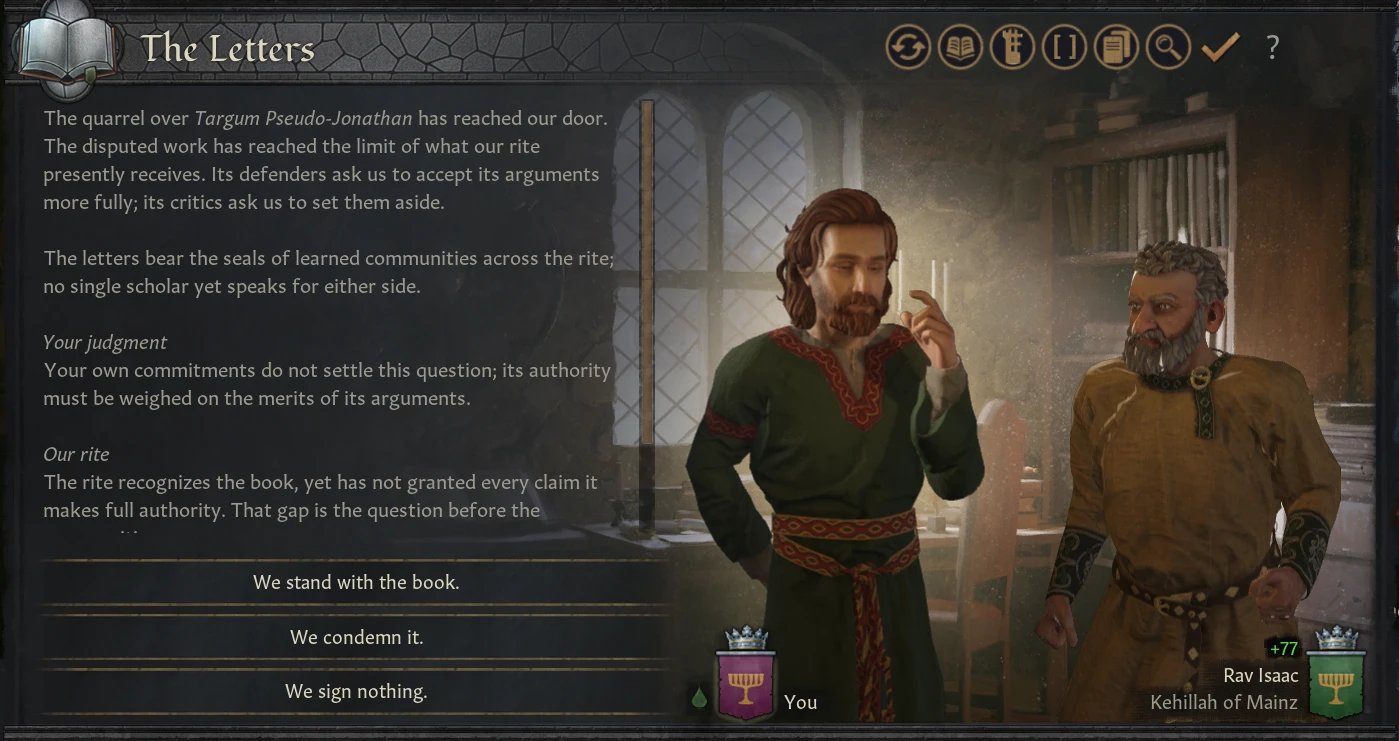 The Letters
?
The quarrel over Targum Pseudo-Jonathan has reached our door.
The disputed work has reached the limit of what our rite
presently receives. Its defenders ask us to accept its arguments
more fully; its critics ask us to set them aside.
The letters bear the seals of learned communities across the rite;
no single scholar yet speaks for either side.
Your judgment
Your own commitments do not settle this question; its authority
must be weighed on the merits of its arguments.
Our rite
The rite recognizes the book, yet has not granted every claim it
makes full authority. That gap is the question before the
We stand with the book.
We condemn it.
We sign nothing.
You
+77
Rav Isaac
Kehillah of Mainz